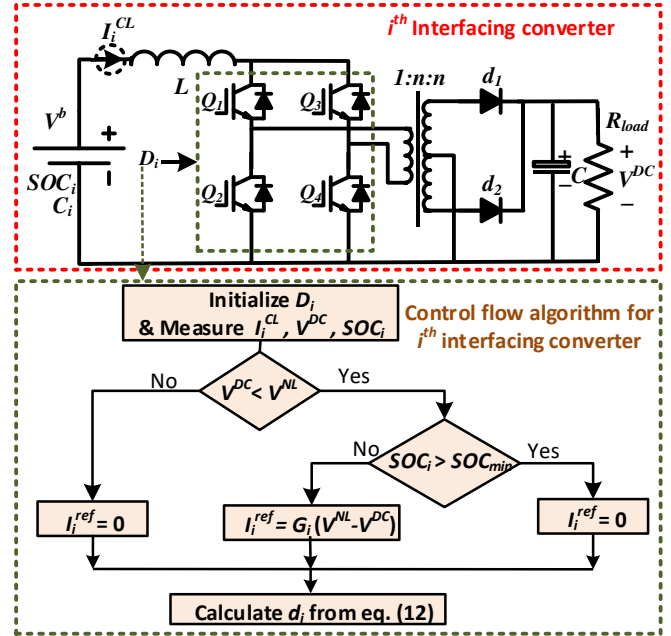 i^th Interfacing converter
I_i^CL
L
Q_1
Q_3
1:n:n
d_1
V^b
+
R_load
D_i
+
+
C
V^DC
SOC_i
C_i
Q_2
Q_4
d_2
Initialize D_i
& Measure I_i^CL , V^DC , SOC_i
Control flow algorithm for
i^th interfacing converter
No
V^DC < V^NL
Yes
No
SOC_i > SOC_min
Yes
I_i^ref = 0
I_i^ref = G_i (V^NL-V^DC)
I_i^ref = 0
Calculate d_i from eq. (12)